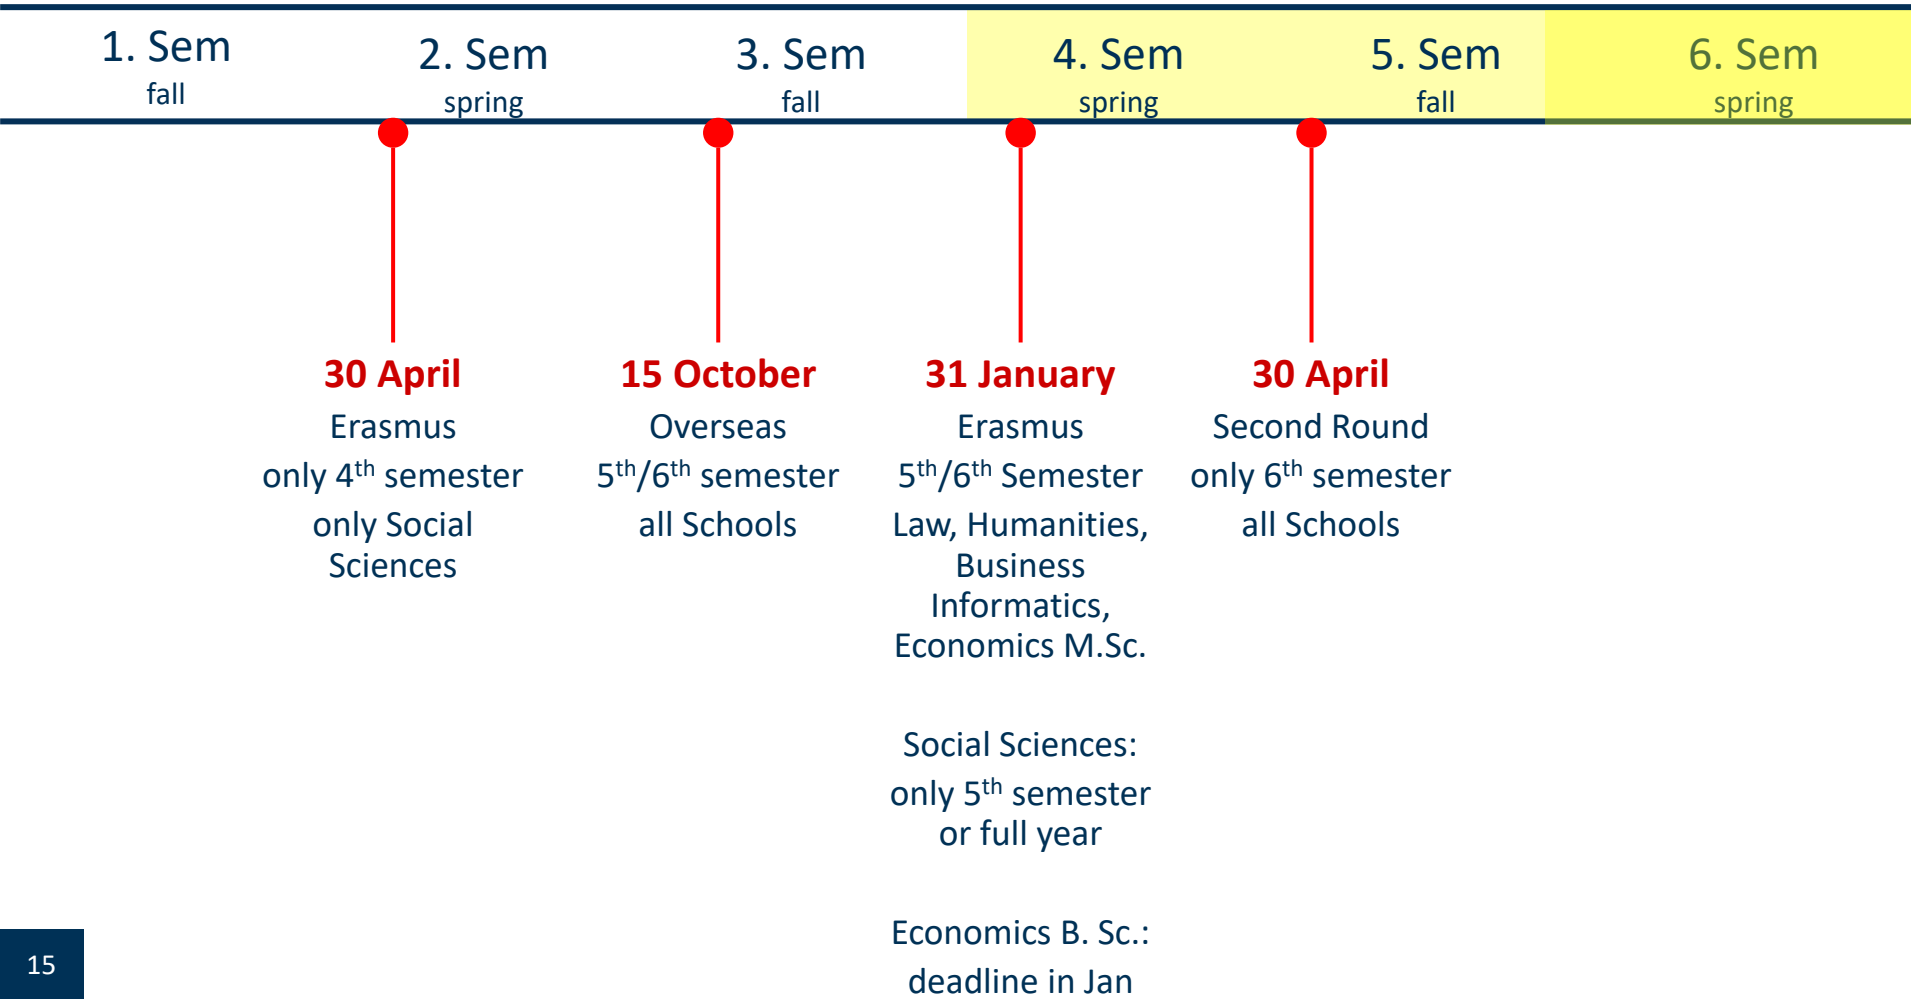 1. Sem
fall
2. Sem
spring
3. Sem
fall
4. Sem
spring
5. Sem
fall
6. Sem
spring
30 April
Erasmus
only 4th semester
only Social
Sciences
15 October
Overseas
5th/6th semester
all Schools
31 January
Erasmus
5th/6th Semester
Law, Humanities,
Business
Informatics,
Economics M.Sc.
Social Sciences:
only 5th semester
or full year
Economics B. Sc.:
deadline in Jan
30 April
Second Round
only 6th semester
all Schools
15